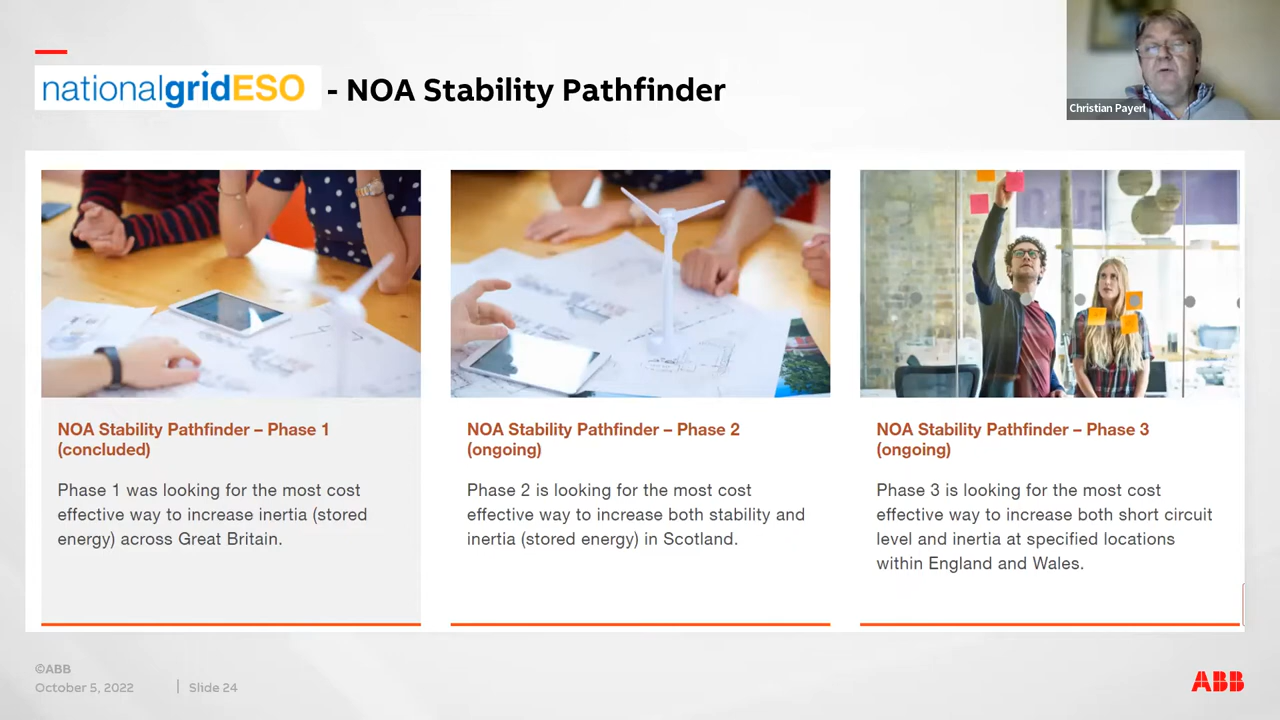 nationalgridESO - NOA Stability Pathfinder
Christian Payerl
NOA Stability Pathfinder – Phase 1
(concluded)
Phase 1 was looking for the most cost
effective way to increase inertia (stored
energy) across Great Britain.
NOA Stability Pathfinder – Phase 2
(ongoing)
Phase 2 is looking for the most cost
effective way to increase both stability and
inertia (stored energy) in Scotland.
NOA Stability Pathfinder – Phase 3
(ongoing)
Phase 3 is looking for the most cost
effective way to increase both short circuit
level and inertia at specified locations
within England and Wales.
©ABB
October 5, 2022 | Slide 24
ABB